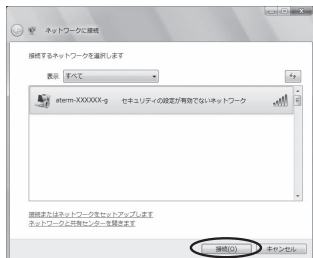 ネットワークに接続
接続するネットワークを選択します
表示 すべて
aterm-XXXXXX-g セキュリティの設定が有効でないネットワーク
接続またはネットワークをセットアップします
ネットワークと共有センターを開きます
接続(O) キャンセル